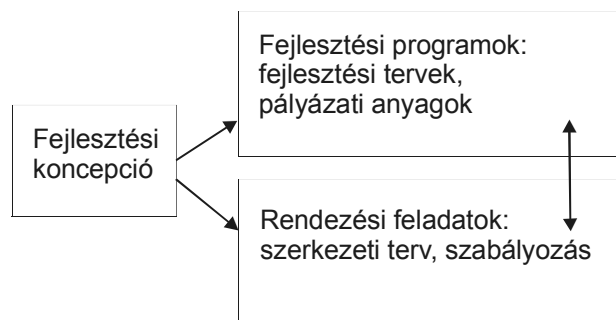 Fejlesztési
koncepció
Fejlesztési programok:
fejlesztési tervek,
pályázati anyagok
Rendezési feladatok:
szerkezeti terv, szabályozás